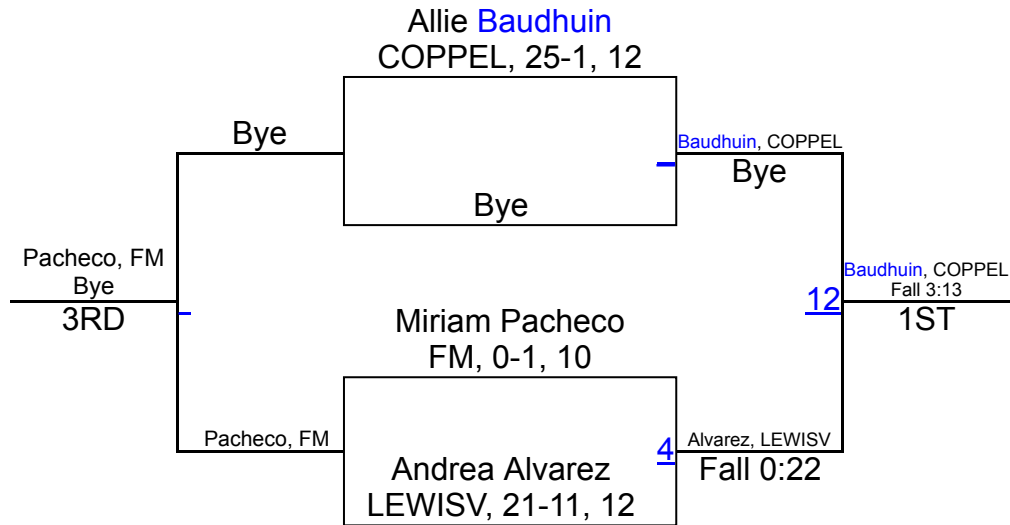 Allie Baudhuin
COPPEL, 25-1, 12
Bye
Baudhuin, COPPEL
Bye
Bye
Pacheco, FM
Bye
3RD
Baudhuin, COPPEL
Fall 3:13
12
1ST
Miriam Pacheco
FM, 0-1, 10
Pacheco, FM
4
Alvarez, LEWISV
Fall 0:22
Andrea Alvarez
LEWISV, 21-11, 12